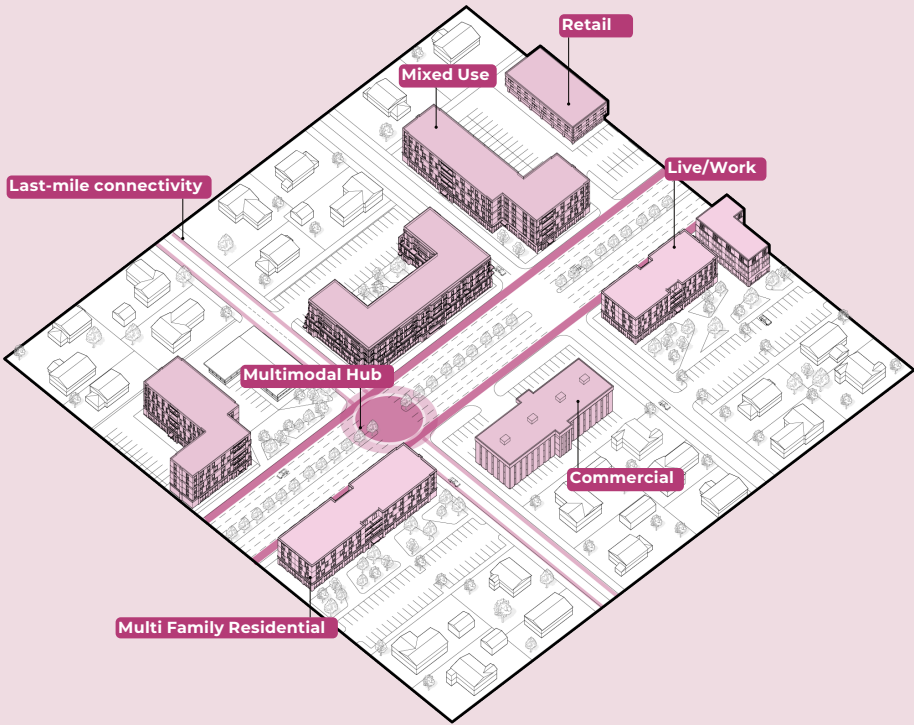 Retail
Mixed Use
Live/Work
Last-mile connectivity
Multimodal Hub
Commercial
Multi Family Residential